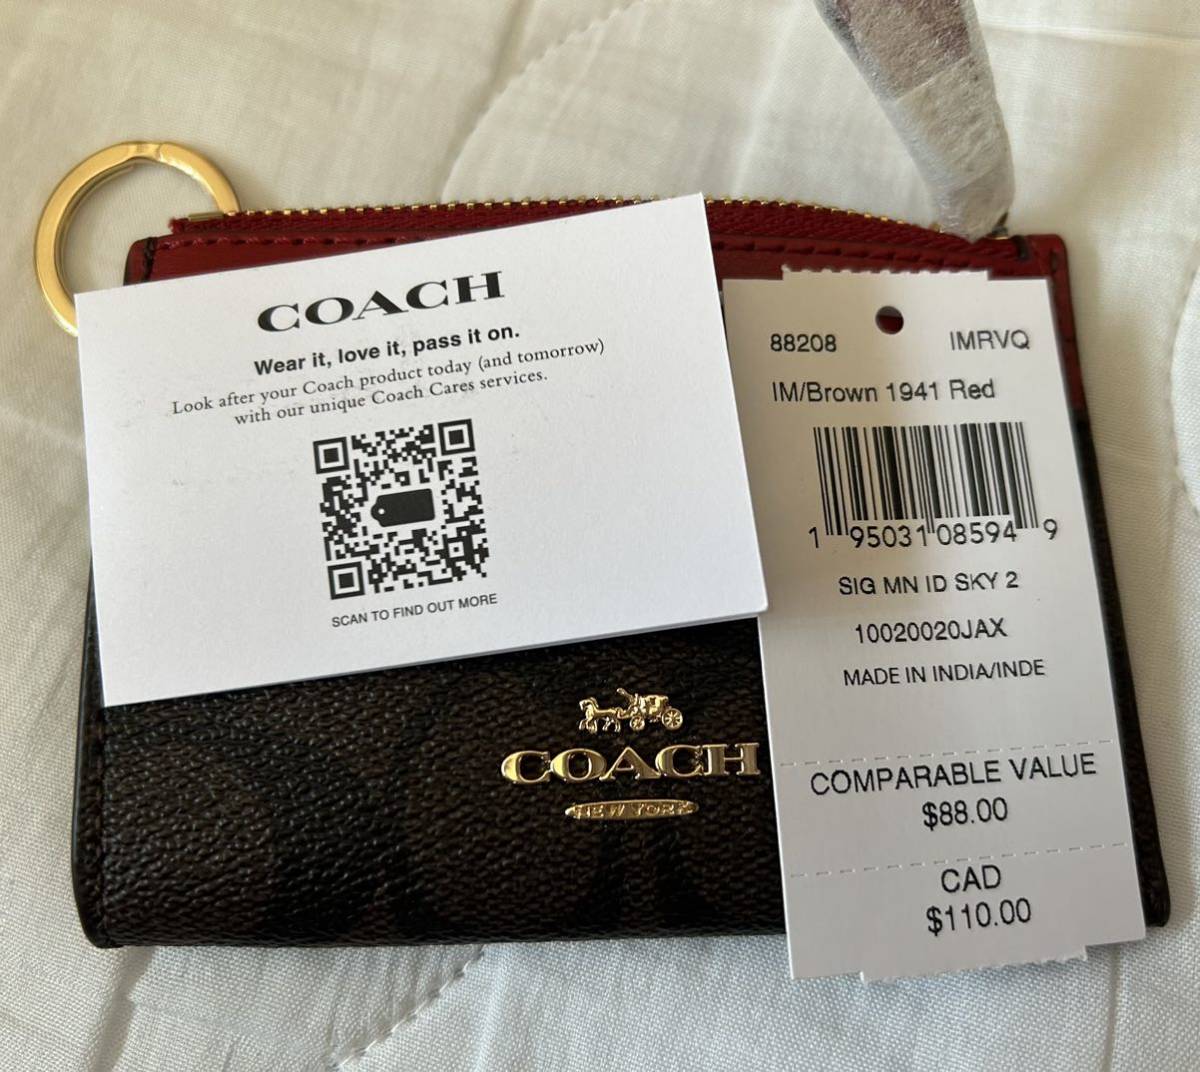 COACH
Wear it, love it, pass it on.
Look after your Coach product today (and tomorrow)
with our unique Coach Cares services.
SCAN TO FIND OUT MORE
88208 IMRVQ
IM/Brown 1941 Red
1 95031 08594 9
SIG MN ID SKY 2
10020020JAX
MADE IN INDIA/INDE
COMPARABLE VALUE
$88.00
CAD
$110.00
COACH
NEW YORK